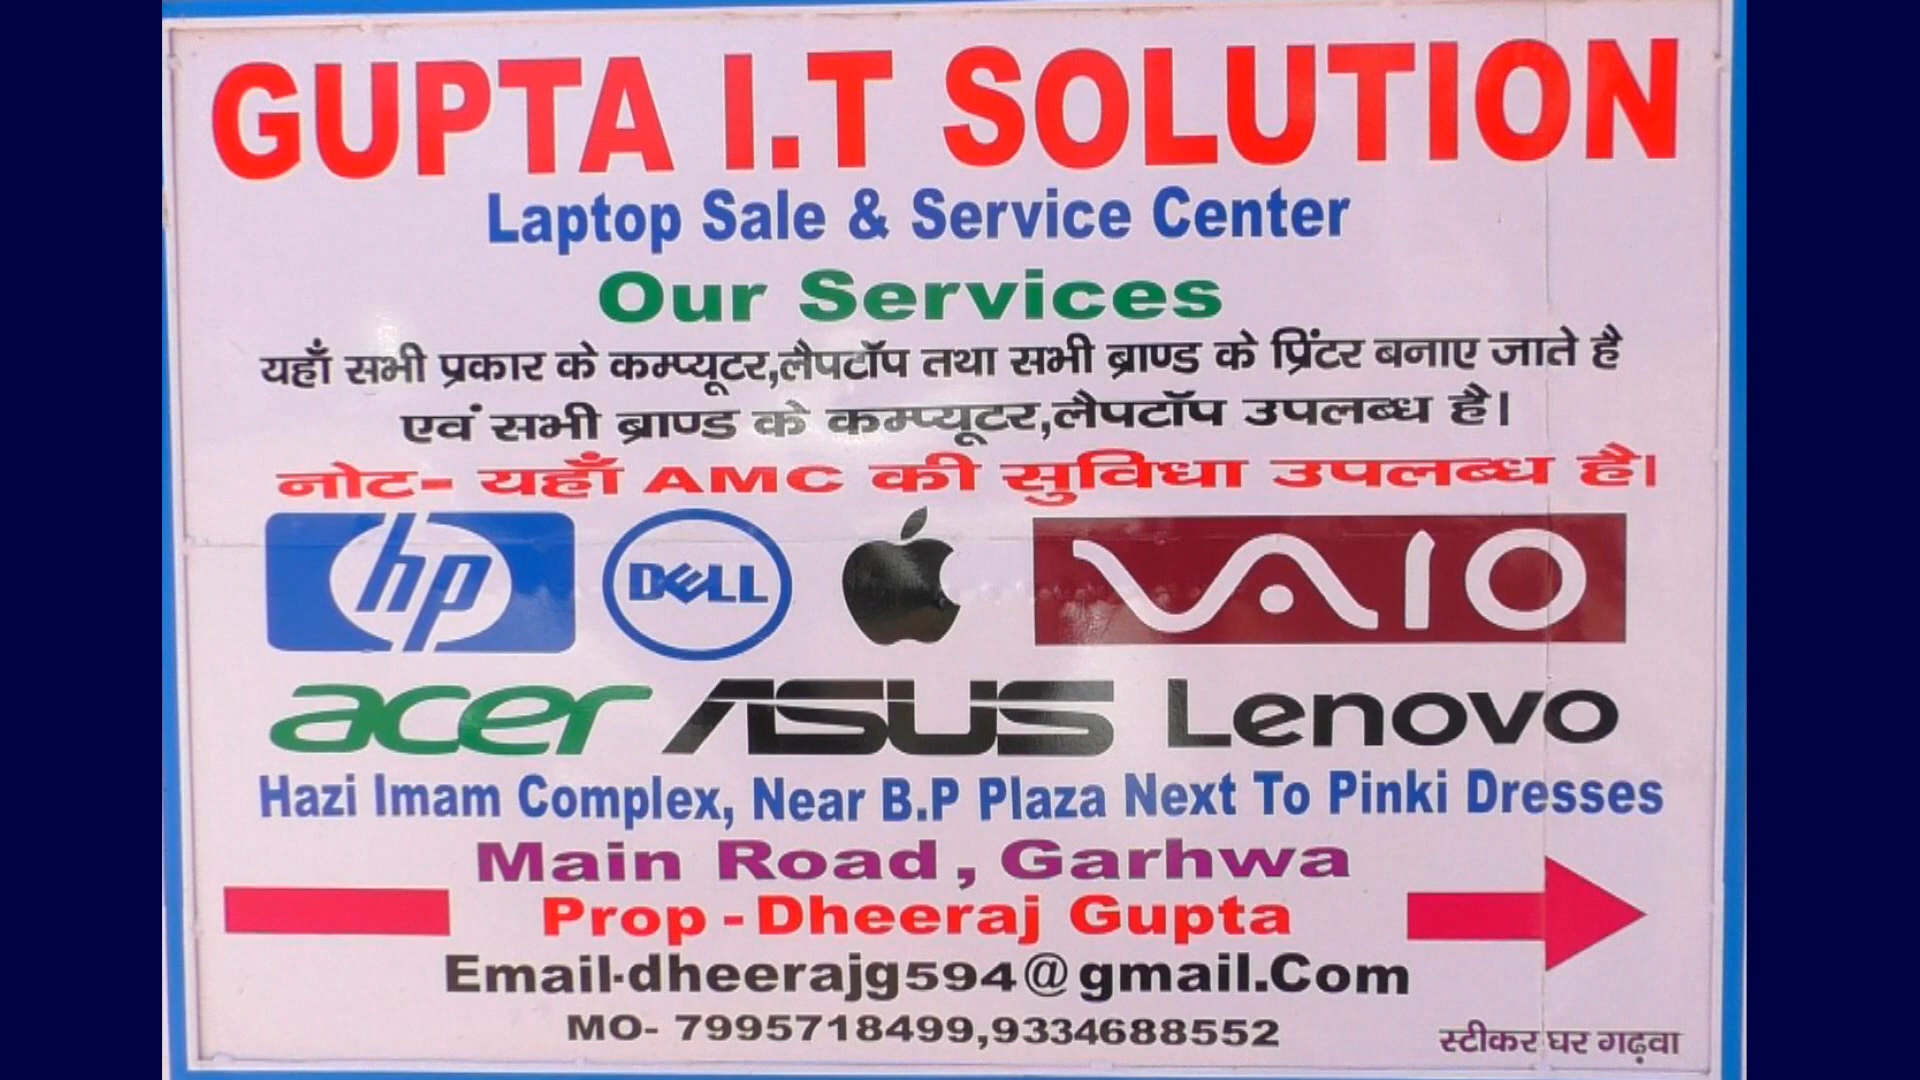 GUPTA I.T SOLUTION
Laptop Sale & Service Center
Our Services
यहाँ सभी प्रकार के कम्प्यूटर,लैपटॉप तथा सभी ब्राण्ड के प्रिंटर बनाए जाते है
एवं सभी ब्राण्ड के कम्प्यूटर,लैपटॉप उपलब्ध है।
नोट- यहाँ AMC की सुविधा उपलब्ध है।
hp DELL VAIO
acer ASUS Lenovo
Hazi Imam Complex, Near B.P Plaza Next To Pinki Dresses
Main Road, Garhwa
Prop - Dheeraj Gupta
Email-dheerajg594@gmail.Com
MO- 7995718499,9334688552
स्टीकर घर गढ़वा